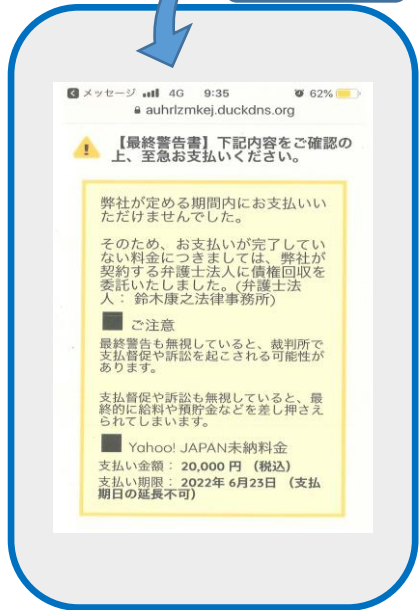 メッセージ 4G 9:35 62%
auhrlzmkej.duckdns.org
【最終警告書】下記内容をご確認の
上、至急お支払いください。
弊社が定める期間内にお支払いい
ただけませんでした。
そのため、お支払いが完了してい
ない料金につきましては、弊社が
契約する弁護士法人に債権回収を
委託いたしました。(弁護士法
人: 鈴木康之法律事務所)
■ ご注意
最終警告も無視していると、裁判所で
支払督促や訴訟を起こされる可能性が
あります。
支払督促や訴訟も無視していると、最
終的に給料や預貯金などを差し押さえ
られてしまいます。
■ Yahoo! JAPAN未納料金
支払い金額: 20,000 円 (税込)
支払い期限: 2022年 6月23日 (支払
期日の延長不可)